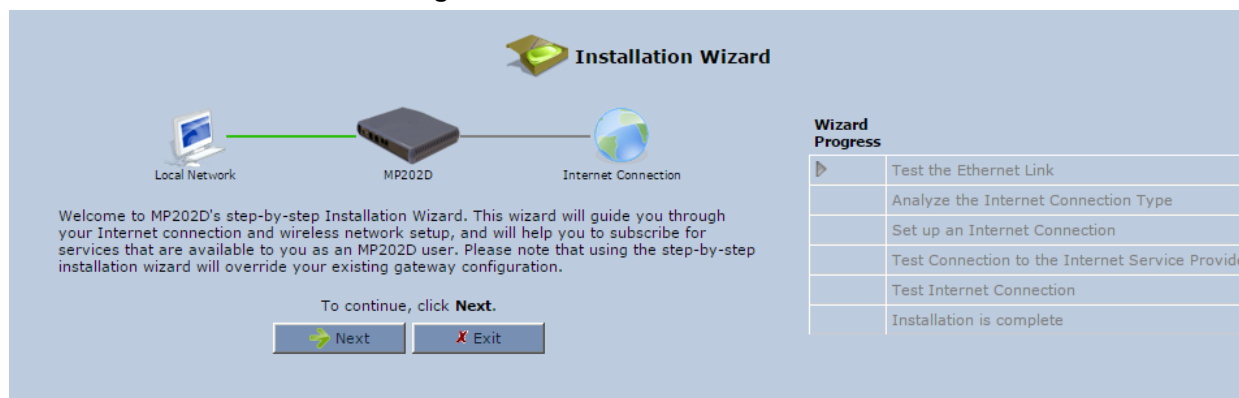 Installation Wizard
Local Network
MP202D
Internet Connection
Welcome to MP202D's step-by-step Installation Wizard. This wizard will guide you through
your Internet connection and wireless network setup, and will help you to subscribe for
services that are available to you as an MP202D user. Please note that using the step-by-step
installation wizard will override your existing gateway configuration.
To continue, click Next.
Next
Exit
Wizard
Progress
Test the Ethernet Link
Analyze the Internet Connection Type
Set up an Internet Connection
Test Connection to the Internet Service Provide
Test Internet Connection
Installation is complete